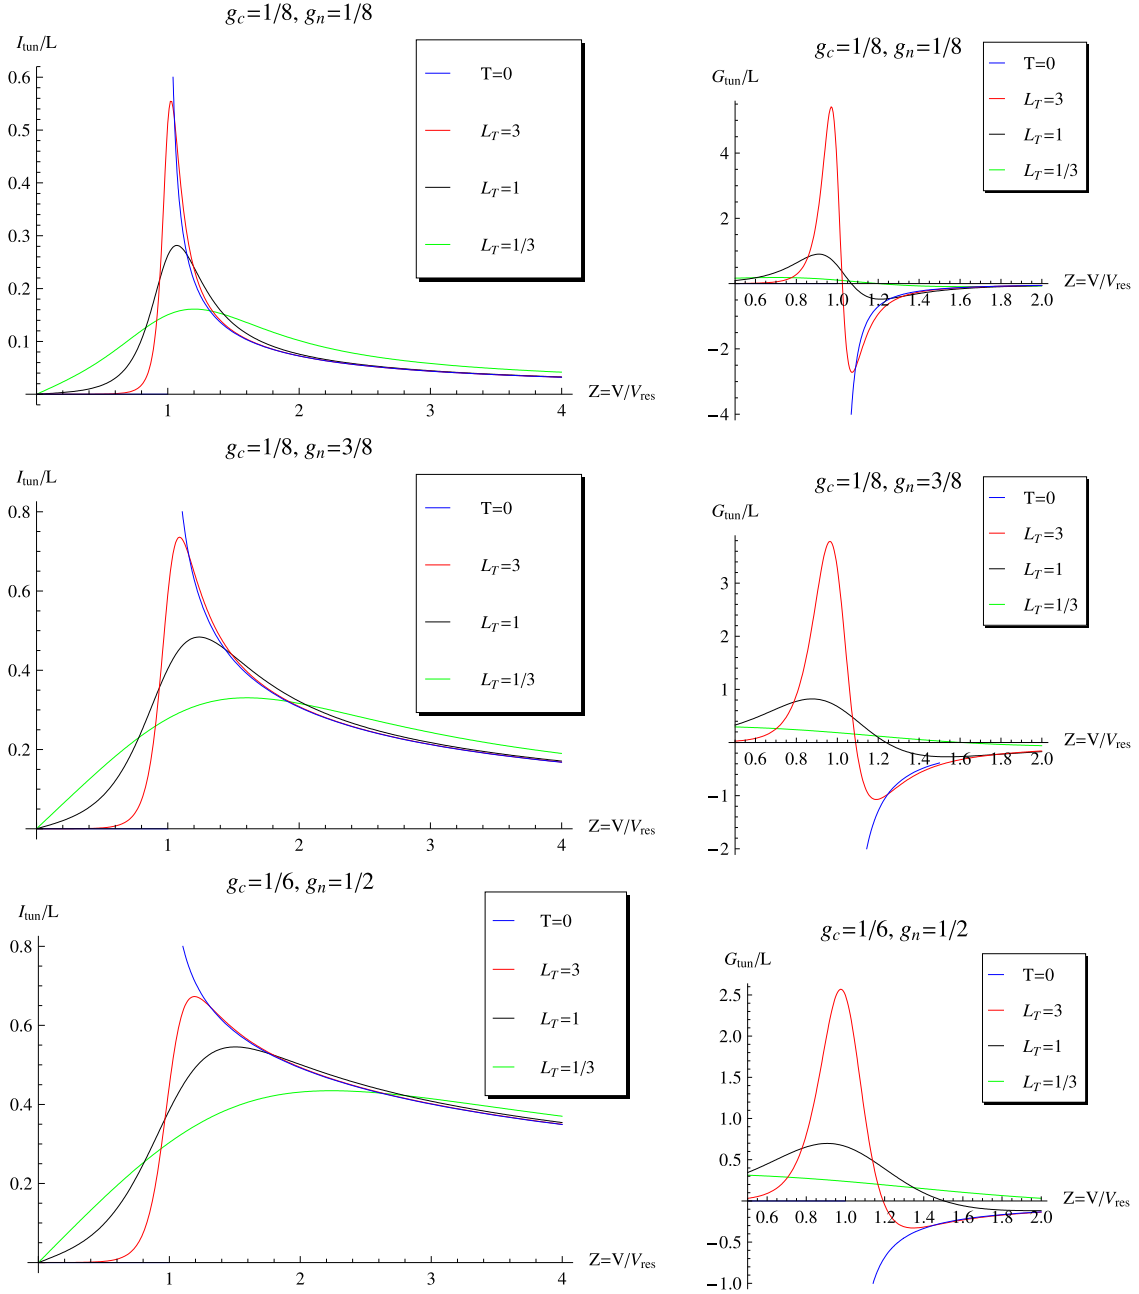 g_c=1/8, g_n=1/8
I_tun/L
T=0
L_T=3
L_T=1
L_T=1/3
0.6
0.5
0.4
0.3
0.2
0.1
1 2 3 4
Z=V/V_res
g_c=1/8, g_n=1/8
G_tun/L
T=0
L_T=3
L_T=1
L_T=1/3
4
2
−2
−4
0.6 0.8 1.0 1.2 1.4 1.6 1.8 2.0
Z=V/V_res
g_c=1/8, g_n=3/8
I_tun/L
T=0
L_T=3
L_T=1
L_T=1/3
0.8
0.6
0.4
0.2
1 2 3 4
Z=V/V_res
g_c=1/8, g_n=3/8
G_tun/L
T=0
L_T=3
L_T=1
L_T=1/3
3
2
1
−1
−2
0.6 0.8 1.0 1.2 1.4 1.6 1.8 2.0
Z=V/V_res
g_c=1/6, g_n=1/2
I_tun/L
T=0
L_T=3
L_T=1
L_T=1/3
0.8
0.6
0.4
0.2
1 2 3 4
Z=V/V_res
g_c=1/6, g_n=1/2
G_tun/L
T=0
L_T=3
L_T=1
L_T=1/3
2.5
2.0
1.5
1.0
0.5
−0.5
−1.0
0.6 0.8 1.0 1.2 1.4 1.6 1.8 2.0
Z=V/V_res